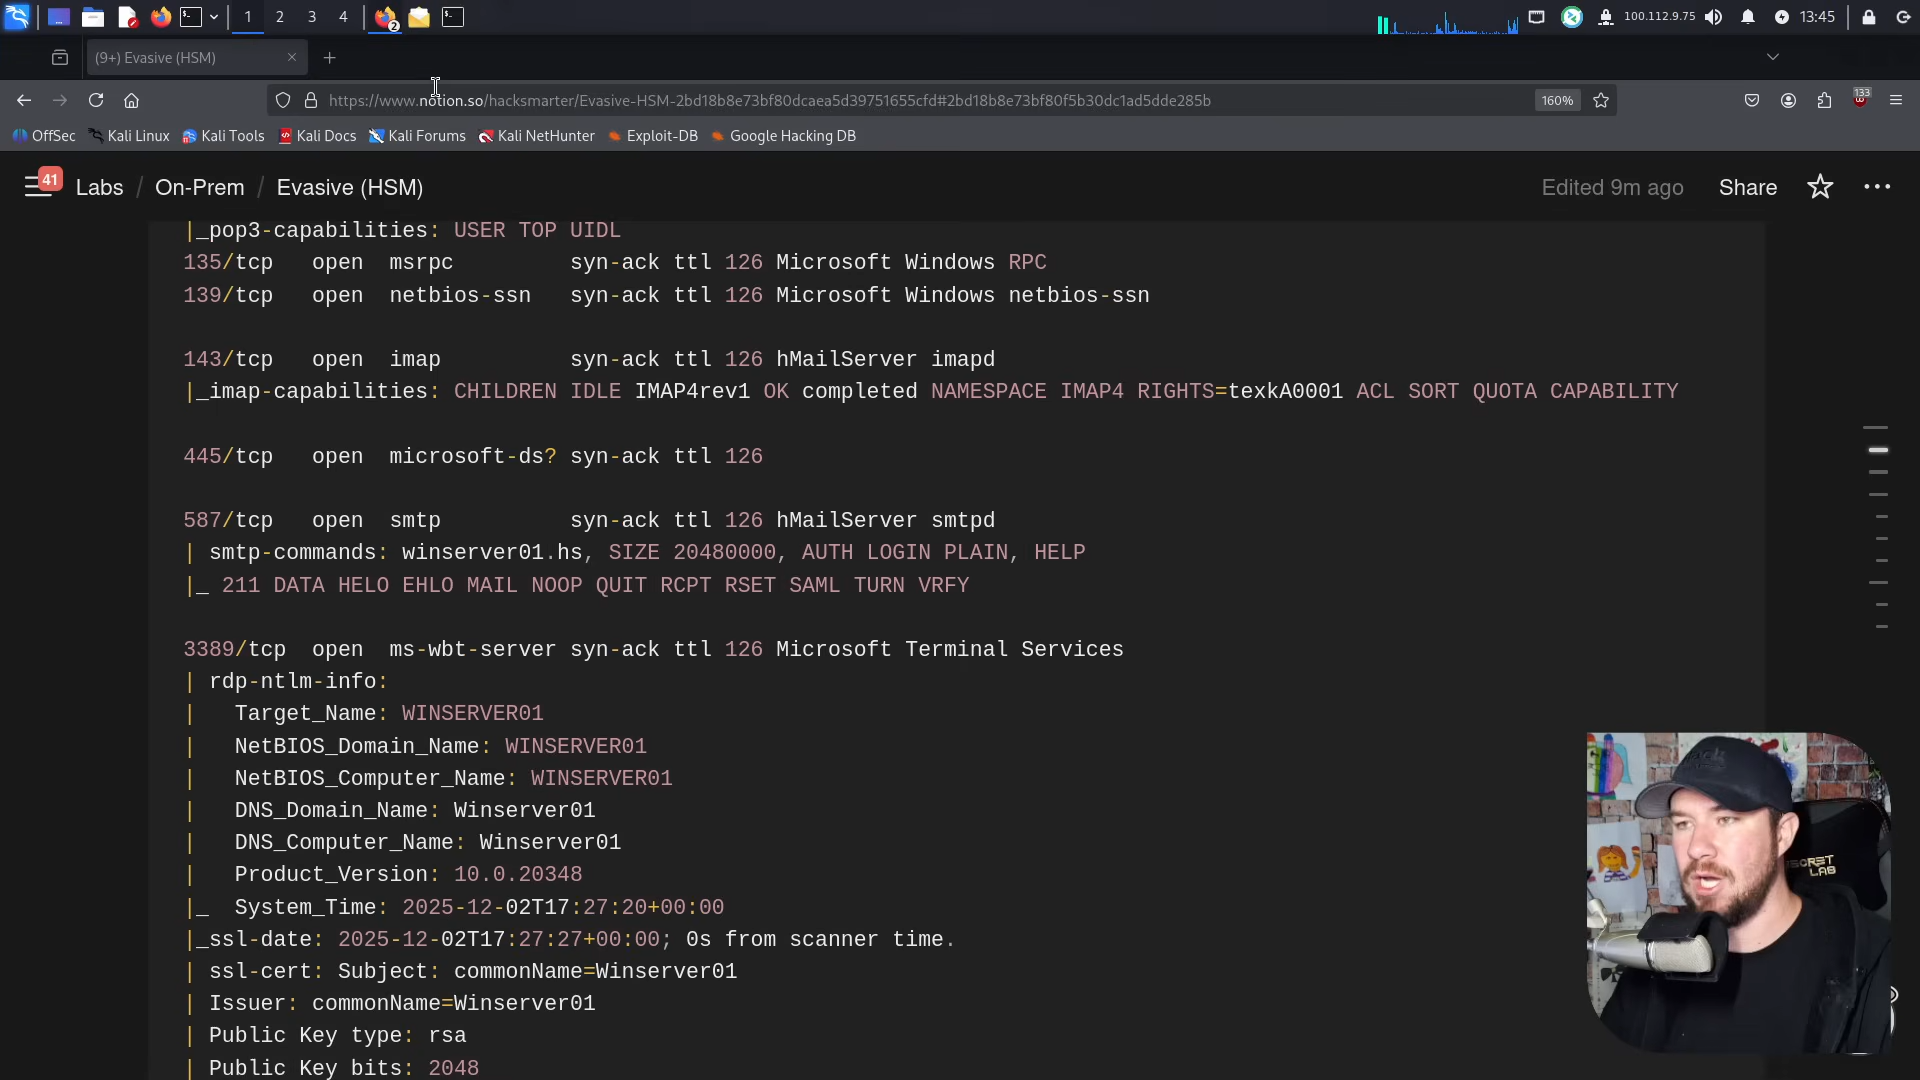 1 2 3 4 2 100.112.9.75 13:45
(9+) Evasive (HSM)
https://www.notion.so/hacksmarter/Evasive-HSM-2bd18b8e73bf80dcaea5d39751655cfd#2bd18b8e73bf80f5b30dc1ad5dde285b 160% 133
OffSec Kali Linux Kali Tools Kali Docs Kali Forums Kali NetHunter Exploit-DB Google Hacking DB
41 Labs / On-Prem / Evasive (HSM) Edited 9m ago Share
|_pop3-capabilities: USER TOP UIDL
135/tcp open msrpc syn-ack ttl 126 Microsoft Windows RPC
139/tcp open netbios-ssn syn-ack ttl 126 Microsoft Windows netbios-ssn
143/tcp open imap syn-ack ttl 126 hMailServer imapd
|_imap-capabilities: CHILDREN IDLE IMAP4rev1 OK completed NAMESPACE IMAP4 RIGHTS=texkA0001 ACL SORT QUOTA CAPABILITY
445/tcp open microsoft-ds? syn-ack ttl 126
587/tcp open smtp syn-ack ttl 126 hMailServer smtpd
| smtp-commands: winserver01.hs, SIZE 20480000, AUTH LOGIN PLAIN, HELP
|_ 211 DATA HELO EHLO MAIL NOOP QUIT RCPT RSET SAML TURN VRFY
3389/tcp open ms-wbt-server syn-ack ttl 126 Microsoft Terminal Services
| rdp-ntlm-info:
| Target_Name: WINSERVER01
| NetBIOS_Domain_Name: WINSERVER01
| NetBIOS_Computer_Name: WINSERVER01
| DNS_Domain_Name: Winserver01
| DNS_Computer_Name: Winserver01
| Product_Version: 10.0.20348
|_ System_Time: 2025-12-02T17:27:20+00:00
|_ssl-date: 2025-12-02T17:27:27+00:00; 0s from scanner time.
| ssl-cert: Subject: commonName=Winserver01
| Issuer: commonName=Winserver01
| Public Key type: rsa
| Public Key bits: 2048